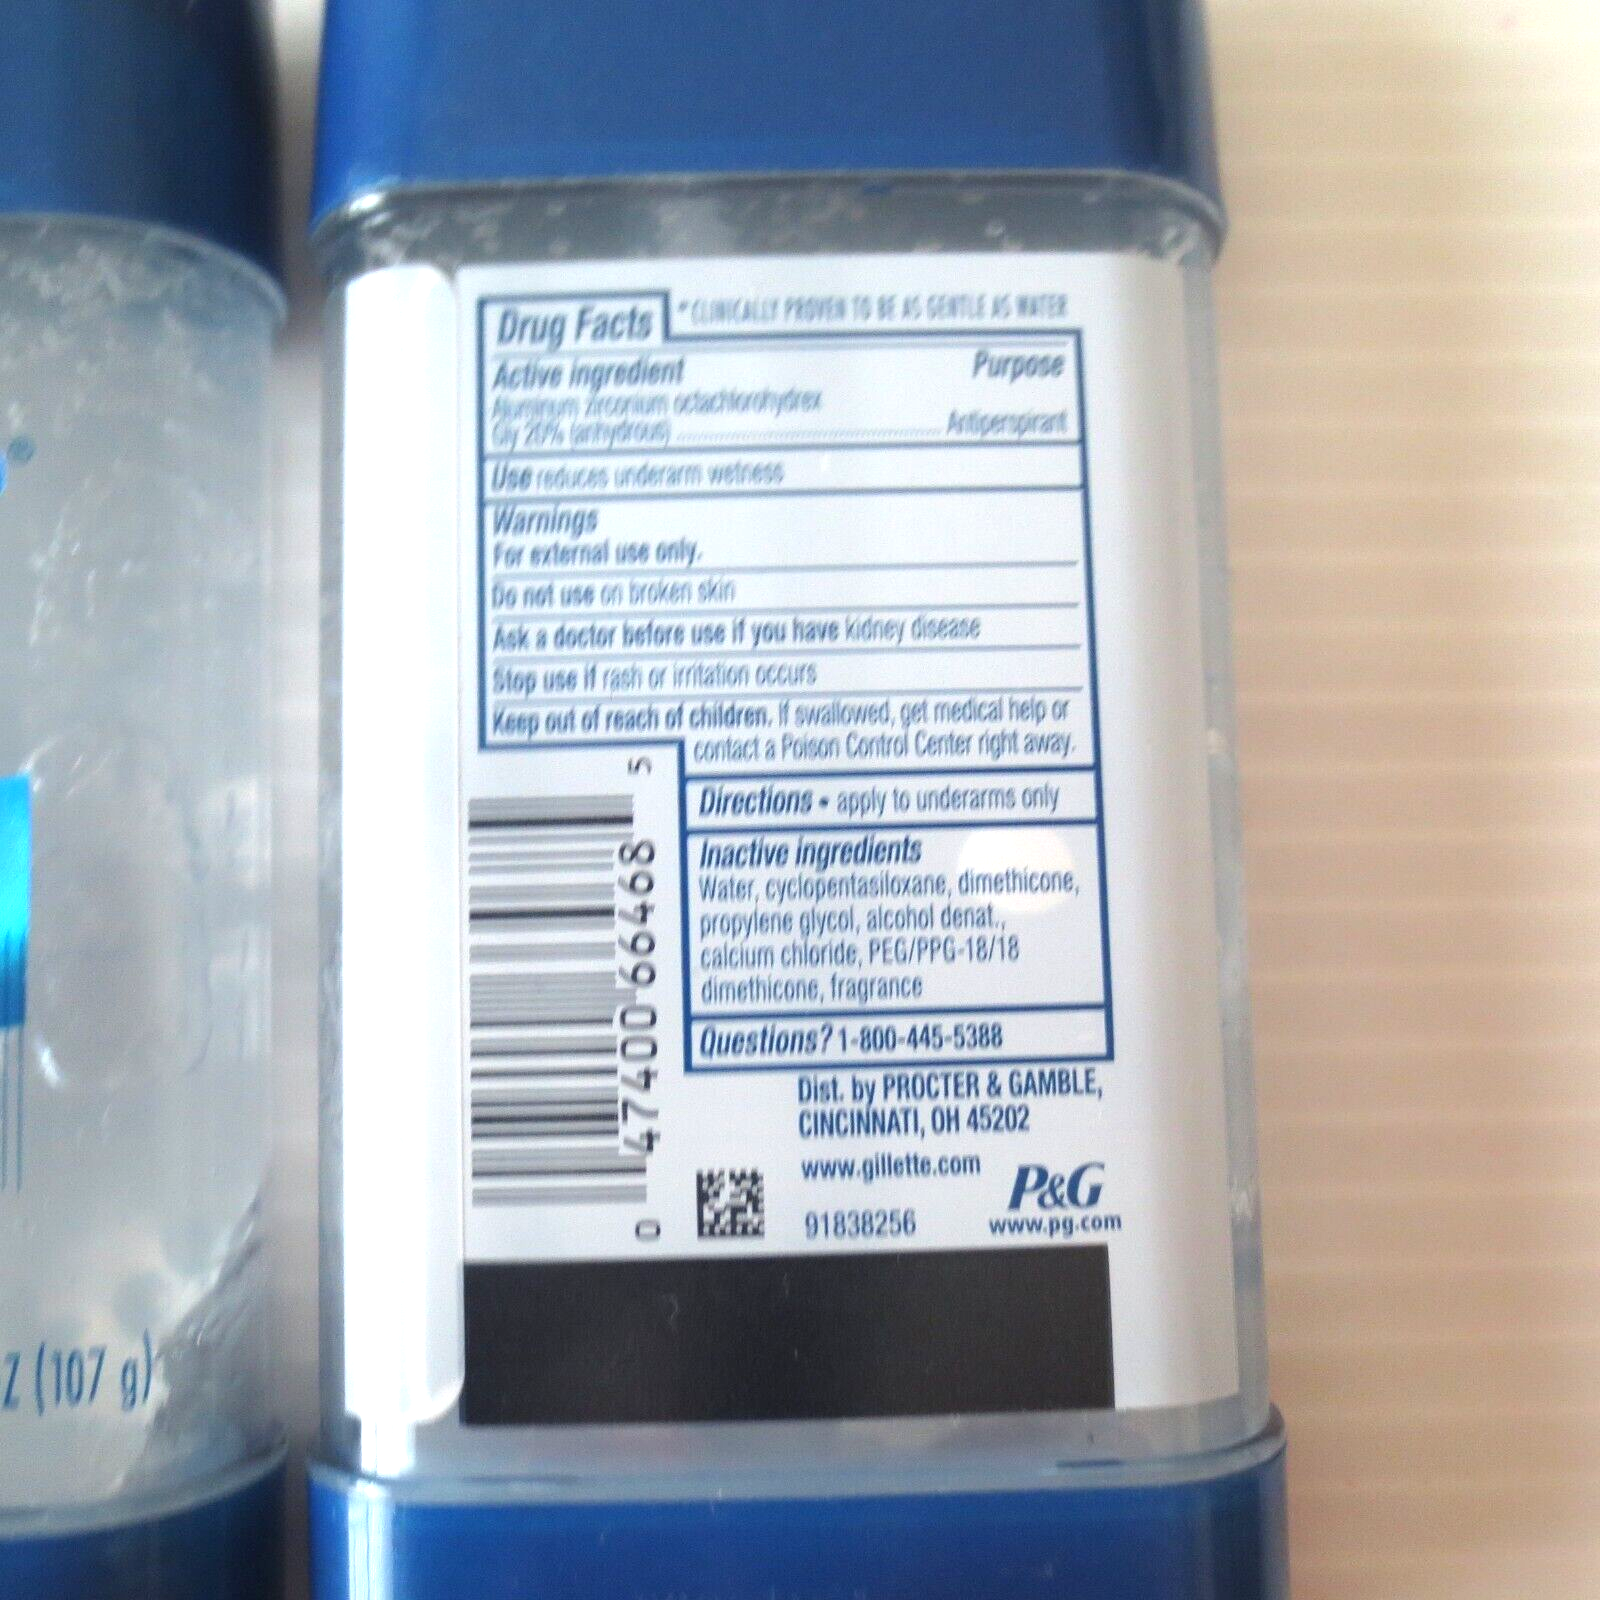 ®
Z (107 g)
Drug Facts
*CLINICALLY PROVEN TO BE AS GENTLE AS WATER
Active ingredient Purpose
Aluminum zirconium octachlorohydrex
Gly 20% (anhydrous) ........ Antiperspirant
Use reduces underarm wetness
Warnings
For external use only.
Do not use on broken skin
Ask a doctor before use if you have kidney disease
Stop use if rash or irritation occurs
Keep out of reach of children. If swallowed, get medical help or
contact a Poison Control Center right away.
Directions • apply to underarms only
Inactive ingredients
Water, cyclopentasiloxane, dimethicone,
propylene glycol, alcohol denat.,
calcium chloride, PEG/PPG-18/18
dimethicone, fragrance
Questions? 1-800-445-5388
Dist. by PROCTER & GAMBLE,
CINCINNATI, OH 45202
www.gillette.com
P&G
91838256
www.pg.com
0 47400 66468 5